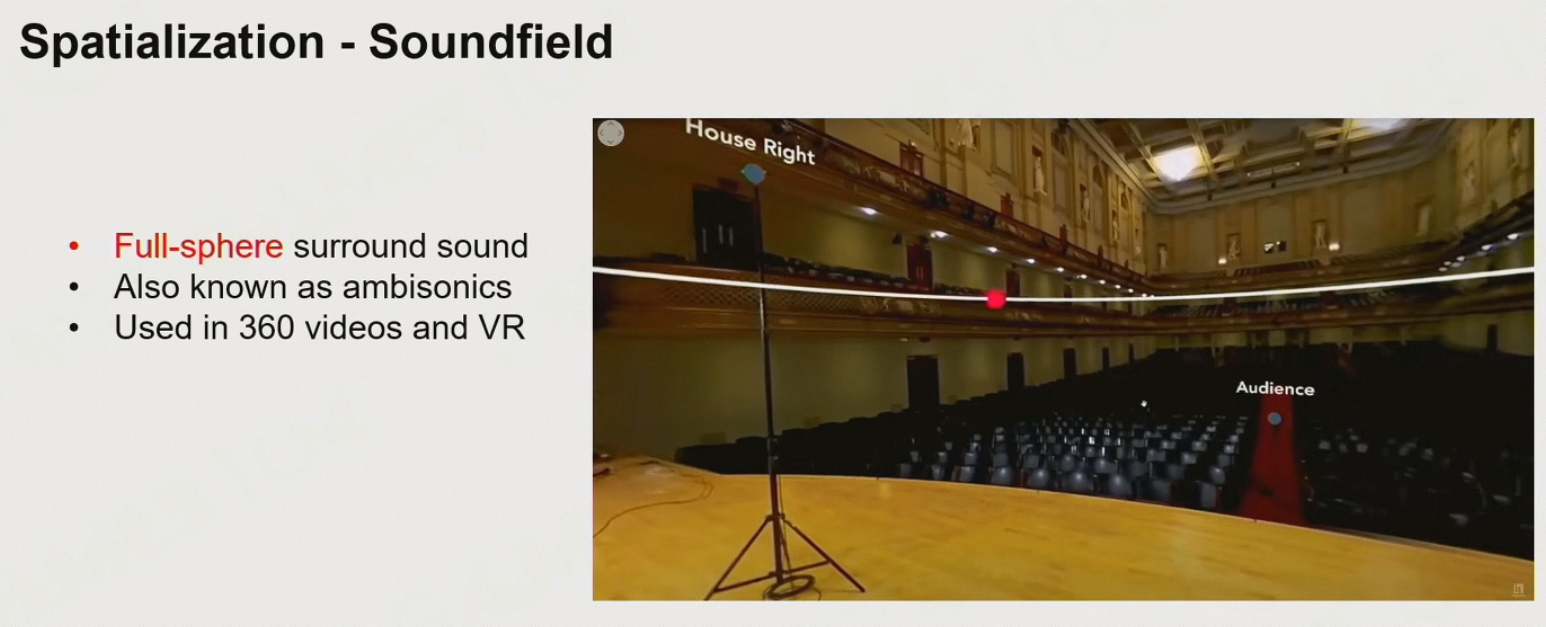 Spatialization - Soundfield
Full-sphere surround sound
Also known as ambisonics
Used in 360 videos and VR
House Right
Audience